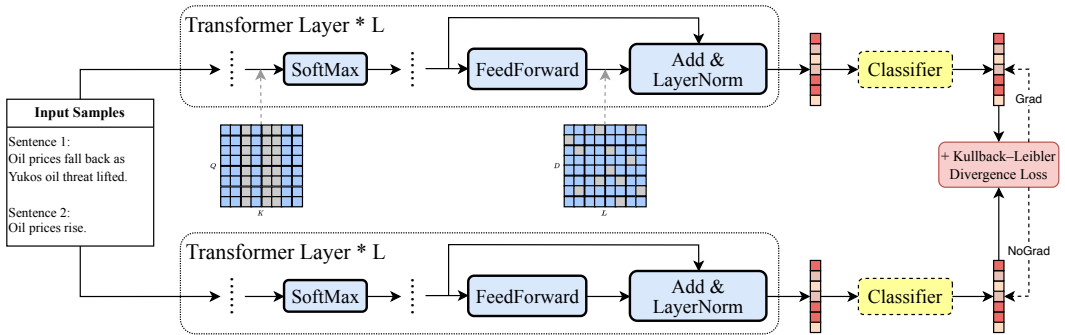 Transformer Layer * L
SoftMax
FeedForward
Add &
LayerNorm
Classifier
Grad
Input Samples
Sentence 1:
Oil prices fall back as
Yukos oil threat lifted.
Sentence 2:
Oil prices rise.
Q
K
D
L
+ Kullback–Leibler
Divergence Loss
NoGrad
Transformer Layer * L
SoftMax
FeedForward
Add &
LayerNorm
Classifier